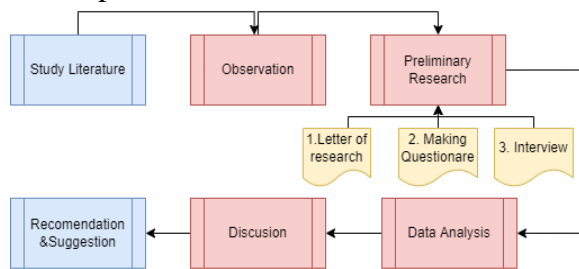 Study Literature
Observation
Preliminary
Research
1.Letter of
research
2. Making
Questionare
3. Interview
Recomendation
&Suggestion
Discusion
Data Analysis